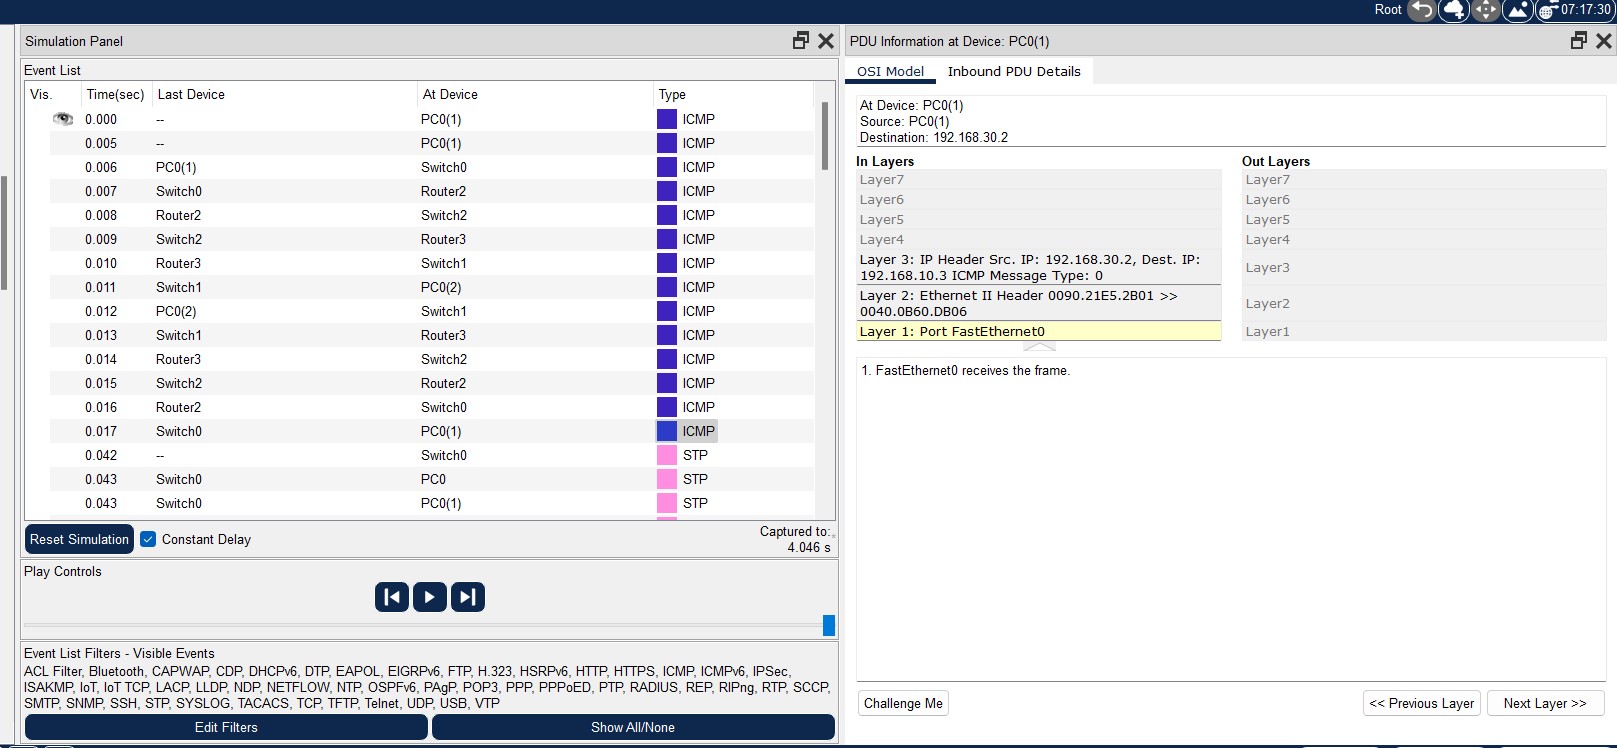 Root
07:17:30
Simulation Panel
Event List
Vis. Time(sec) Last Device At Device Type
0.000 -- PC0(1) ICMP
0.005 -- PC0(1) ICMP
0.006 PC0(1) Switch0 ICMP
0.007 Switch0 Router2 ICMP
0.008 Router2 Switch2 ICMP
0.009 Switch2 Router3 ICMP
0.010 Router3 Switch1 ICMP
0.011 Switch1 PC0(2) ICMP
0.012 PC0(2) Switch1 ICMP
0.013 Switch1 Router3 ICMP
0.014 Router3 Switch2 ICMP
0.015 Switch2 Router2 ICMP
0.016 Router2 Switch0 ICMP
0.017 Switch0 PC0(1) ICMP
0.042 -- Switch0 STP
0.043 Switch0 PC0 STP
0.043 Switch0 PC0(1) STP
Reset Simulation
Constant Delay
Captured to:
4.046 s
Play Controls
Event List Filters - Visible Events
ACL Filter, Bluetooth, CAPWAP, CDP, DHCPv6, DTP, EAPOL, EIGRPv6, FTP, H.323, HSRPv6, HTTP, HTTPS, ICMP, ICMPv6, IPSec,
ISAKMP, IoT, IoT TCP, LACP, LLDP, NDP, NETFLOW, NTP, OSPFv6, PAgP, POP3, PPP, PPPoED, PTP, RADIUS, REP, RIPng, RTP, SCCP,
SMTP, SNMP, SSH, STP, SYSLOG, TACACS, TCP, TFTP, Telnet, UDP, USB, VTP
Edit Filters
Show All/None
PDU Information at Device: PC0(1)
OSI Model
Inbound PDU Details
At Device: PC0(1)
Source: PC0(1)
Destination: 192.168.30.2
In Layers
Layer7
Layer6
Layer5
Layer4
Layer 3: IP Header Src. IP: 192.168.30.2, Dest. IP:
192.168.10.3 ICMP Message Type: 0
Layer 2: Ethernet II Header 0090.21E5.2B01 >>
0040.0B60.DB06
Layer 1: Port FastEthernet0
Out Layers
Layer7
Layer6
Layer5
Layer4
Layer3
Layer2
Layer1
1. FastEthernet0 receives the frame.
Challenge Me
<< Previous Layer
Next Layer >>